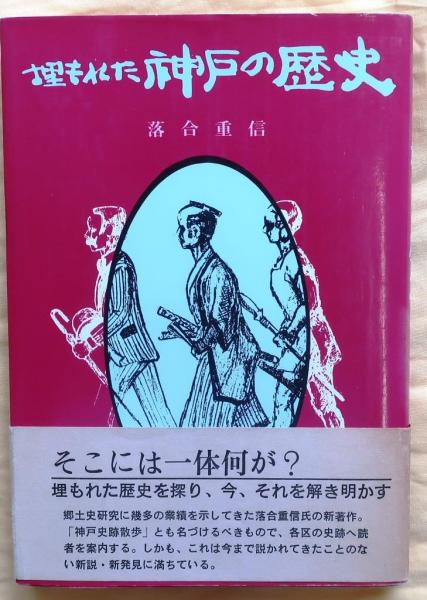 埋もれた神戸の歴史
落合重信
そこには一体何が？
埋もれた歴史を探り、今、それを解き明かす
郷土史研究に幾多の業績を示してきた落合重信氏の新著作。
「神戸史跡散歩」とも名づけるべきもので、各区の史跡へ読
者を案内する。しかも、これは今まで説かれてきたことのな
い新説・新発見に満ちている。